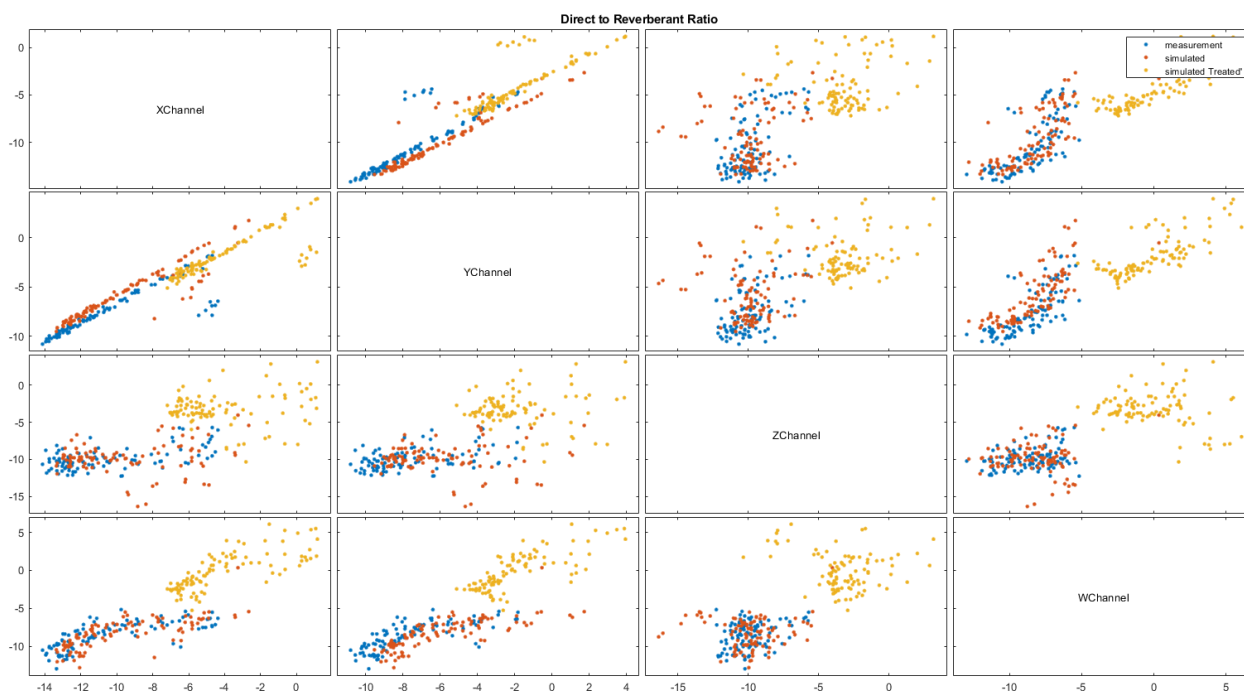 Direct to Reverberant Ratio
measurement
simulated
simulated Treated'
0
-5
-10
XChannel
0
-5
-10
YChannel
0
-5
-10
-15
ZChannel
5
0
-5
-10
WChannel
-14 -12 -10 -8 -6 -4 -2 0
-10 -8 -6 -4 -2 0 2 4
-15 -10 -5 0
-10 -5 0 5